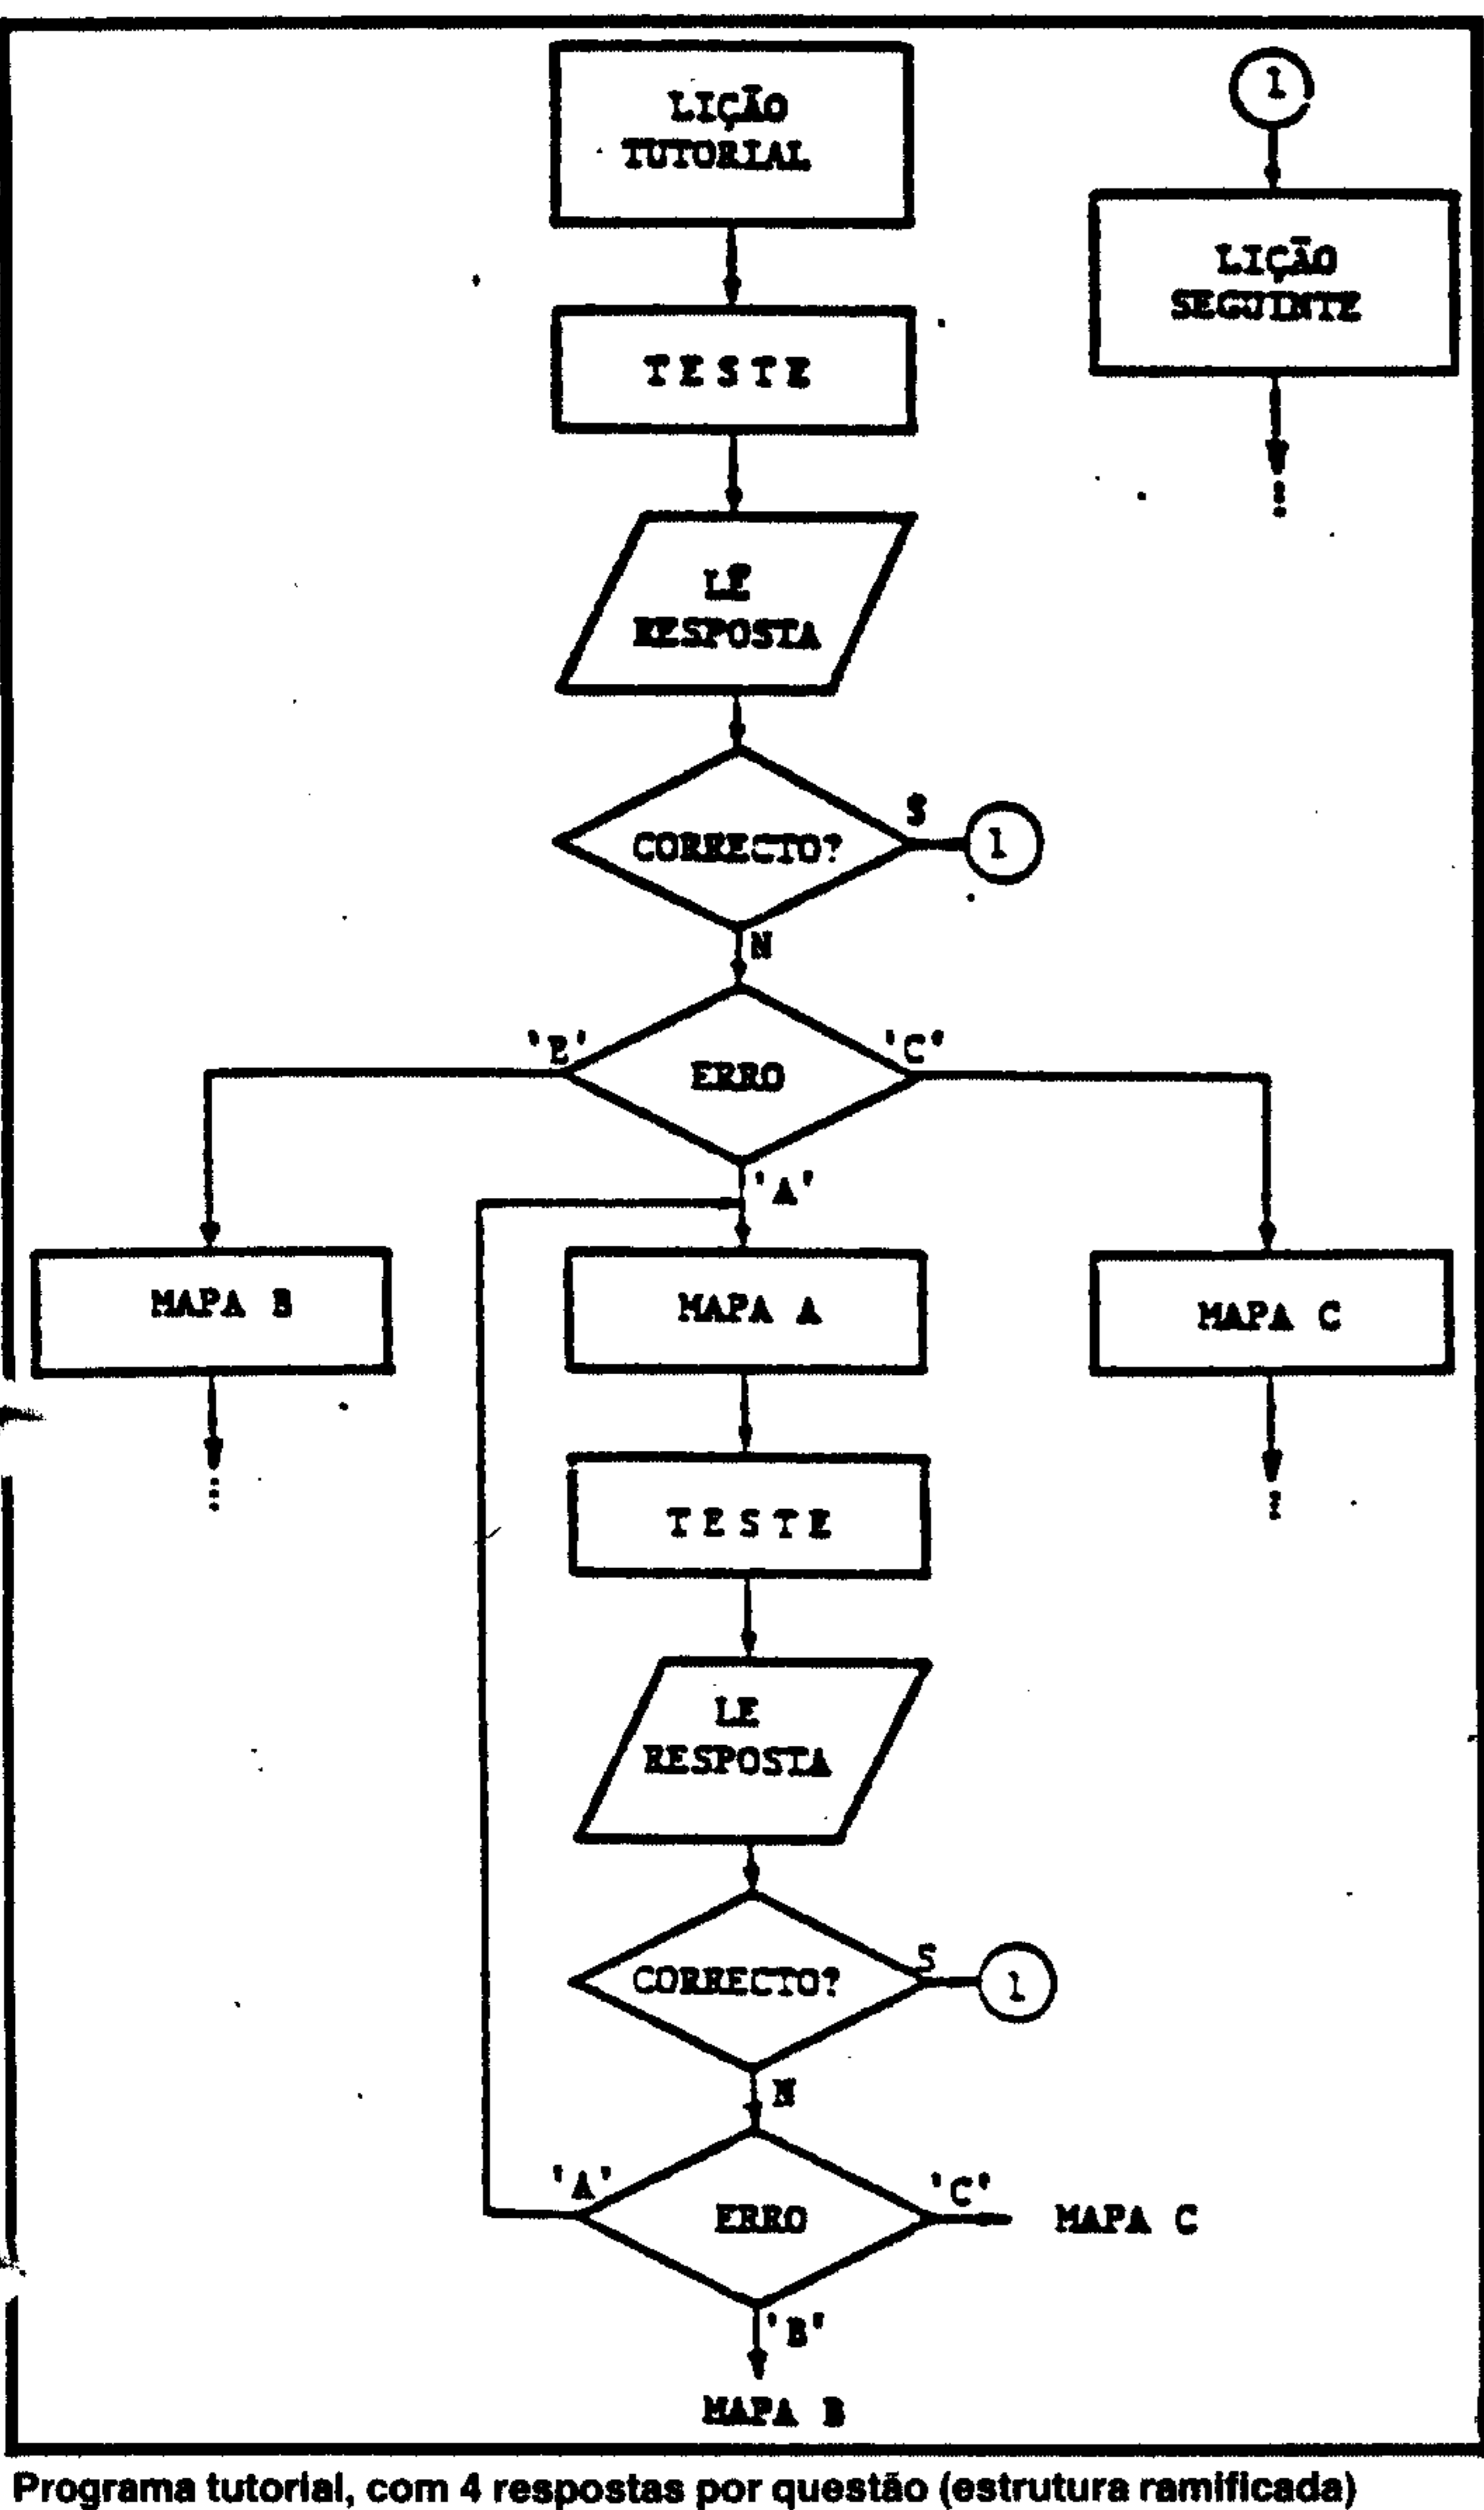 LIÇÃO
TUTORIAL
1
LIÇÃO
SEGUINTE
TESTE
LÊ
RESPOSTA
CORRECTO?
S
1
N
'B'
ERRO
'C'
'A'
MAPA B
MAPA A
MAPA C
TESTE
LE
RESPOSTA
CORRECTO?
S
1
N
'A'
ERRO
'C'
MAPA C
'B'
MAPA B
Programa tutorial, com 4 respostas por questão (estrutura ramificada)